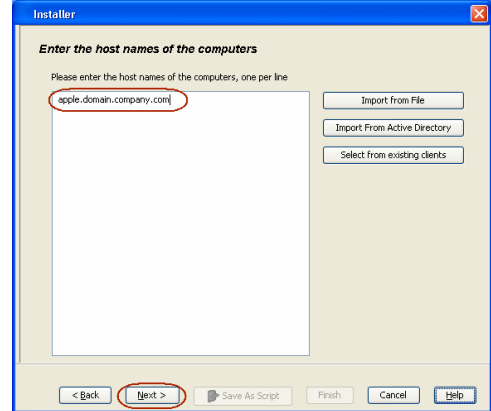 Installer
Enter the host names of the computers
Please enter the host names of the computers, one per line
apple.domain.company.com
Import from File
Import From Active Directory
Select from existing clients
< Back Next > Save As Script Finish Cancel Help